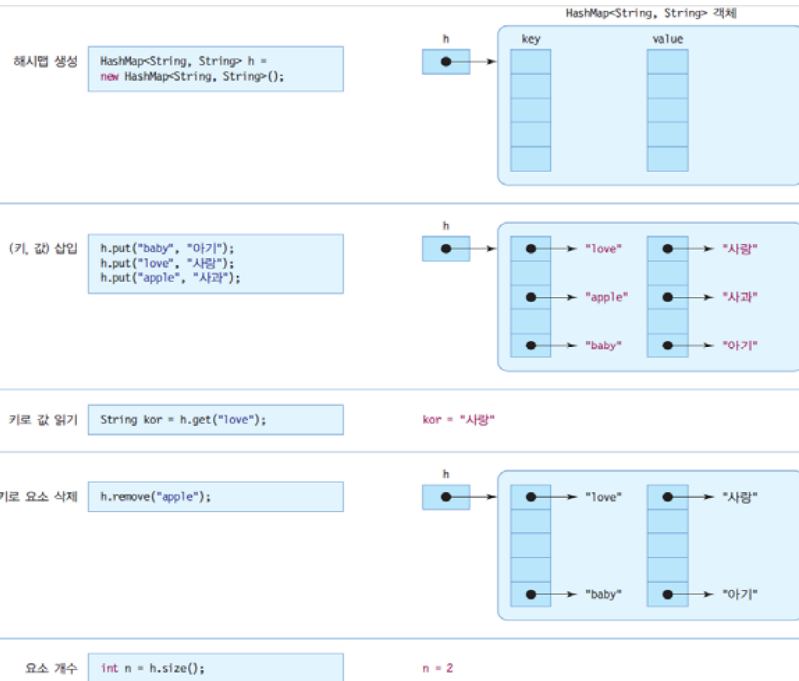 HashMap<String, String> 객체
해시맵 생성
HashMap<String, String> h =
new HashMap<String, String>();
h
key
value
(키, 값) 삽입
h.put("baby", "아기");
h.put("love", "사랑");
h.put("apple", "사과");
h
"love"
"사랑"
"apple"
"사과"
"baby"
"아기"
키로 값 읽기
String kor = h.get("love");
kor = "사랑"
키로 요소 삭제
h.remove("apple");
h
"love"
"사랑"
"baby"
"아기"
요소 개수
int n = h.size();
n = 2